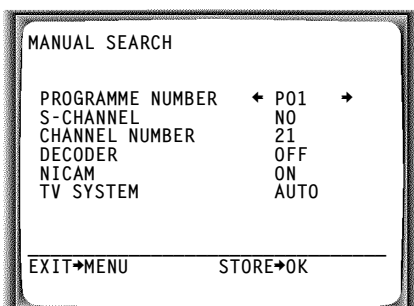 MANUAL SEARCH
PROGRAMME NUMBER ← P01 →
S-CHANNEL NO
CHANNEL NUMBER 21
DECODER OFF
NICAM ON
TV SYSTEM AUTO
EXIT→MENU STORE→OK